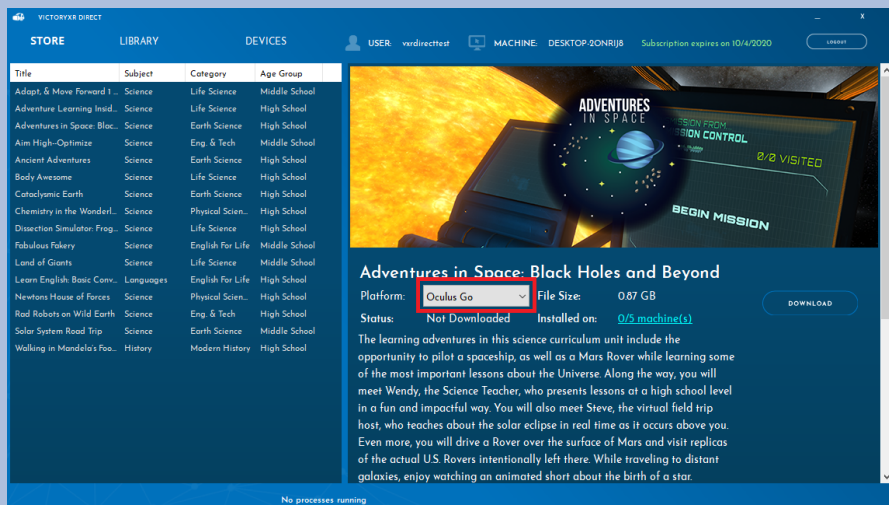 VICTORYXR DIRECT
X
STORE LIBRARY DEVICES USER: vxrdirecttest MACHINE: DESKTOP-2ONRIJ8 Subscription expires on 10/4/2020 LOGOUT
Title Subject Category Age Group
Adapt, & Move Forward 1 ... Science Life Science Middle School
Adventure Learning Insid... Science Life Science High School
Adventures in Space: Blac... Science Earth Science High School
Aim High--Optimize Science Eng. & Tech Middle School
Ancient Adventures Science Earth Science High School
Body Awesome Science Life Science High School
Cataclysmic Earth Science Earth Science High School
Chemistry in the Wonderl... Science Physical Scien... High School
Dissection Simulator: Frog... Science Life Science High School
Fabulous Fakery Science English For Life Middle School
Land of Giants Science Life Science Middle School
Learn English: Basic Conv... Languages English For Life High School
Newtons House of Forces Science Physical Scien... High School
Rad Robots on Wild Earth Science Eng. & Tech High School
Solar System Road Trip Science Earth Science Middle School
Walking in Mandela's Foo... History Modern History High School
ADVENTURES
IN SPACE
MISSION FROM
MISSION CONTROL
0/0 VISITED
BEGIN MISSION
Adventures in Space: Black Holes and Beyond
Platform: Oculus Go File Size: 0.87 GB
DOWNLOAD
Status: Not Downloaded Installed on: 0/5 machine(s)
The learning adventures in this science curriculum unit include the
opportunity to pilot a spaceship, as well as a Mars Rover while learning some
of the most important lessons about the Universe. Along the way, you will
meet Wendy, the Science Teacher, who presents lessons at a high school level
in a fun and impactful way. You will also meet Steve, the virtual field trip
host, who teaches about the solar eclipse in real time as it occurs above you.
Even more, you will drive a Rover over the surface of Mars and visit replicas
of the actual U.S. Rovers intentionally left there. While traveling to distant
galaxies, enjoy watching an animated short about the birth of a star.
No processes running